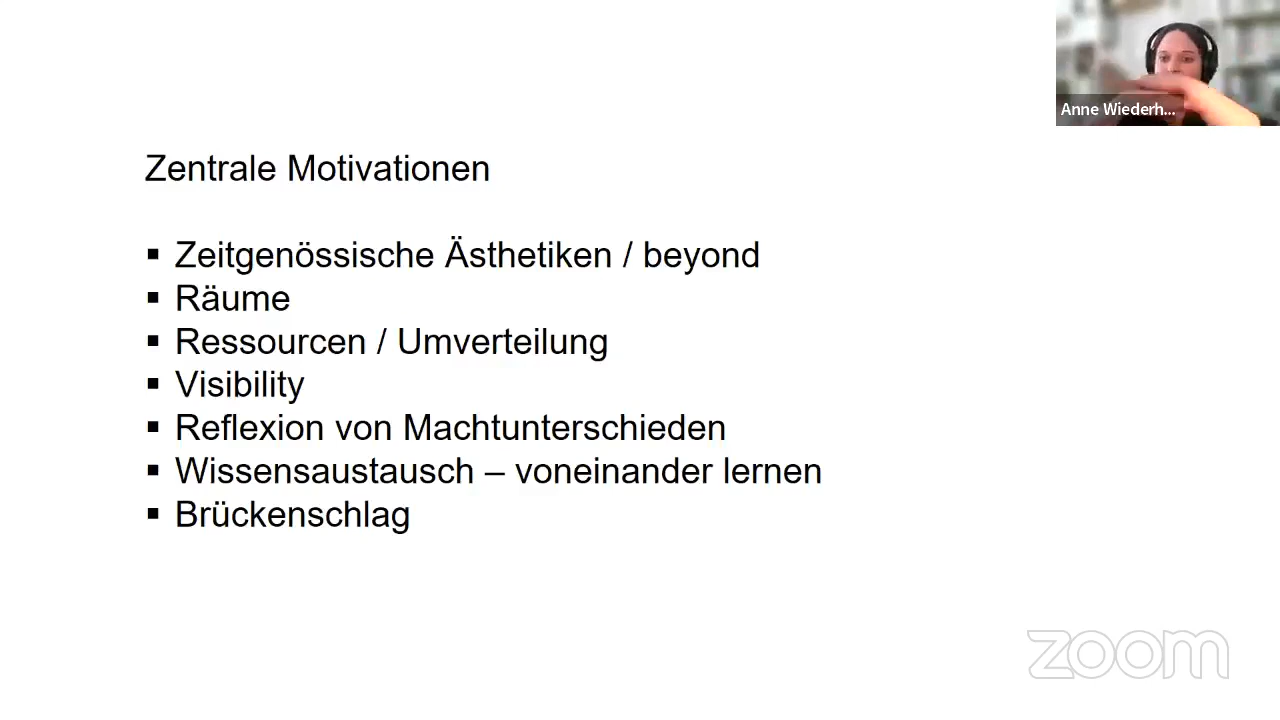 Anne Wiederh...
Zentrale Motivationen
▪ Zeitgenössische Ästhetiken / beyond
▪ Räume
▪ Ressourcen / Umverteilung
▪ Visibility
▪ Reflexion von Machtunterschieden
▪ Wissensaustausch – voneinander lernen
▪ Brückenschlag
zoom